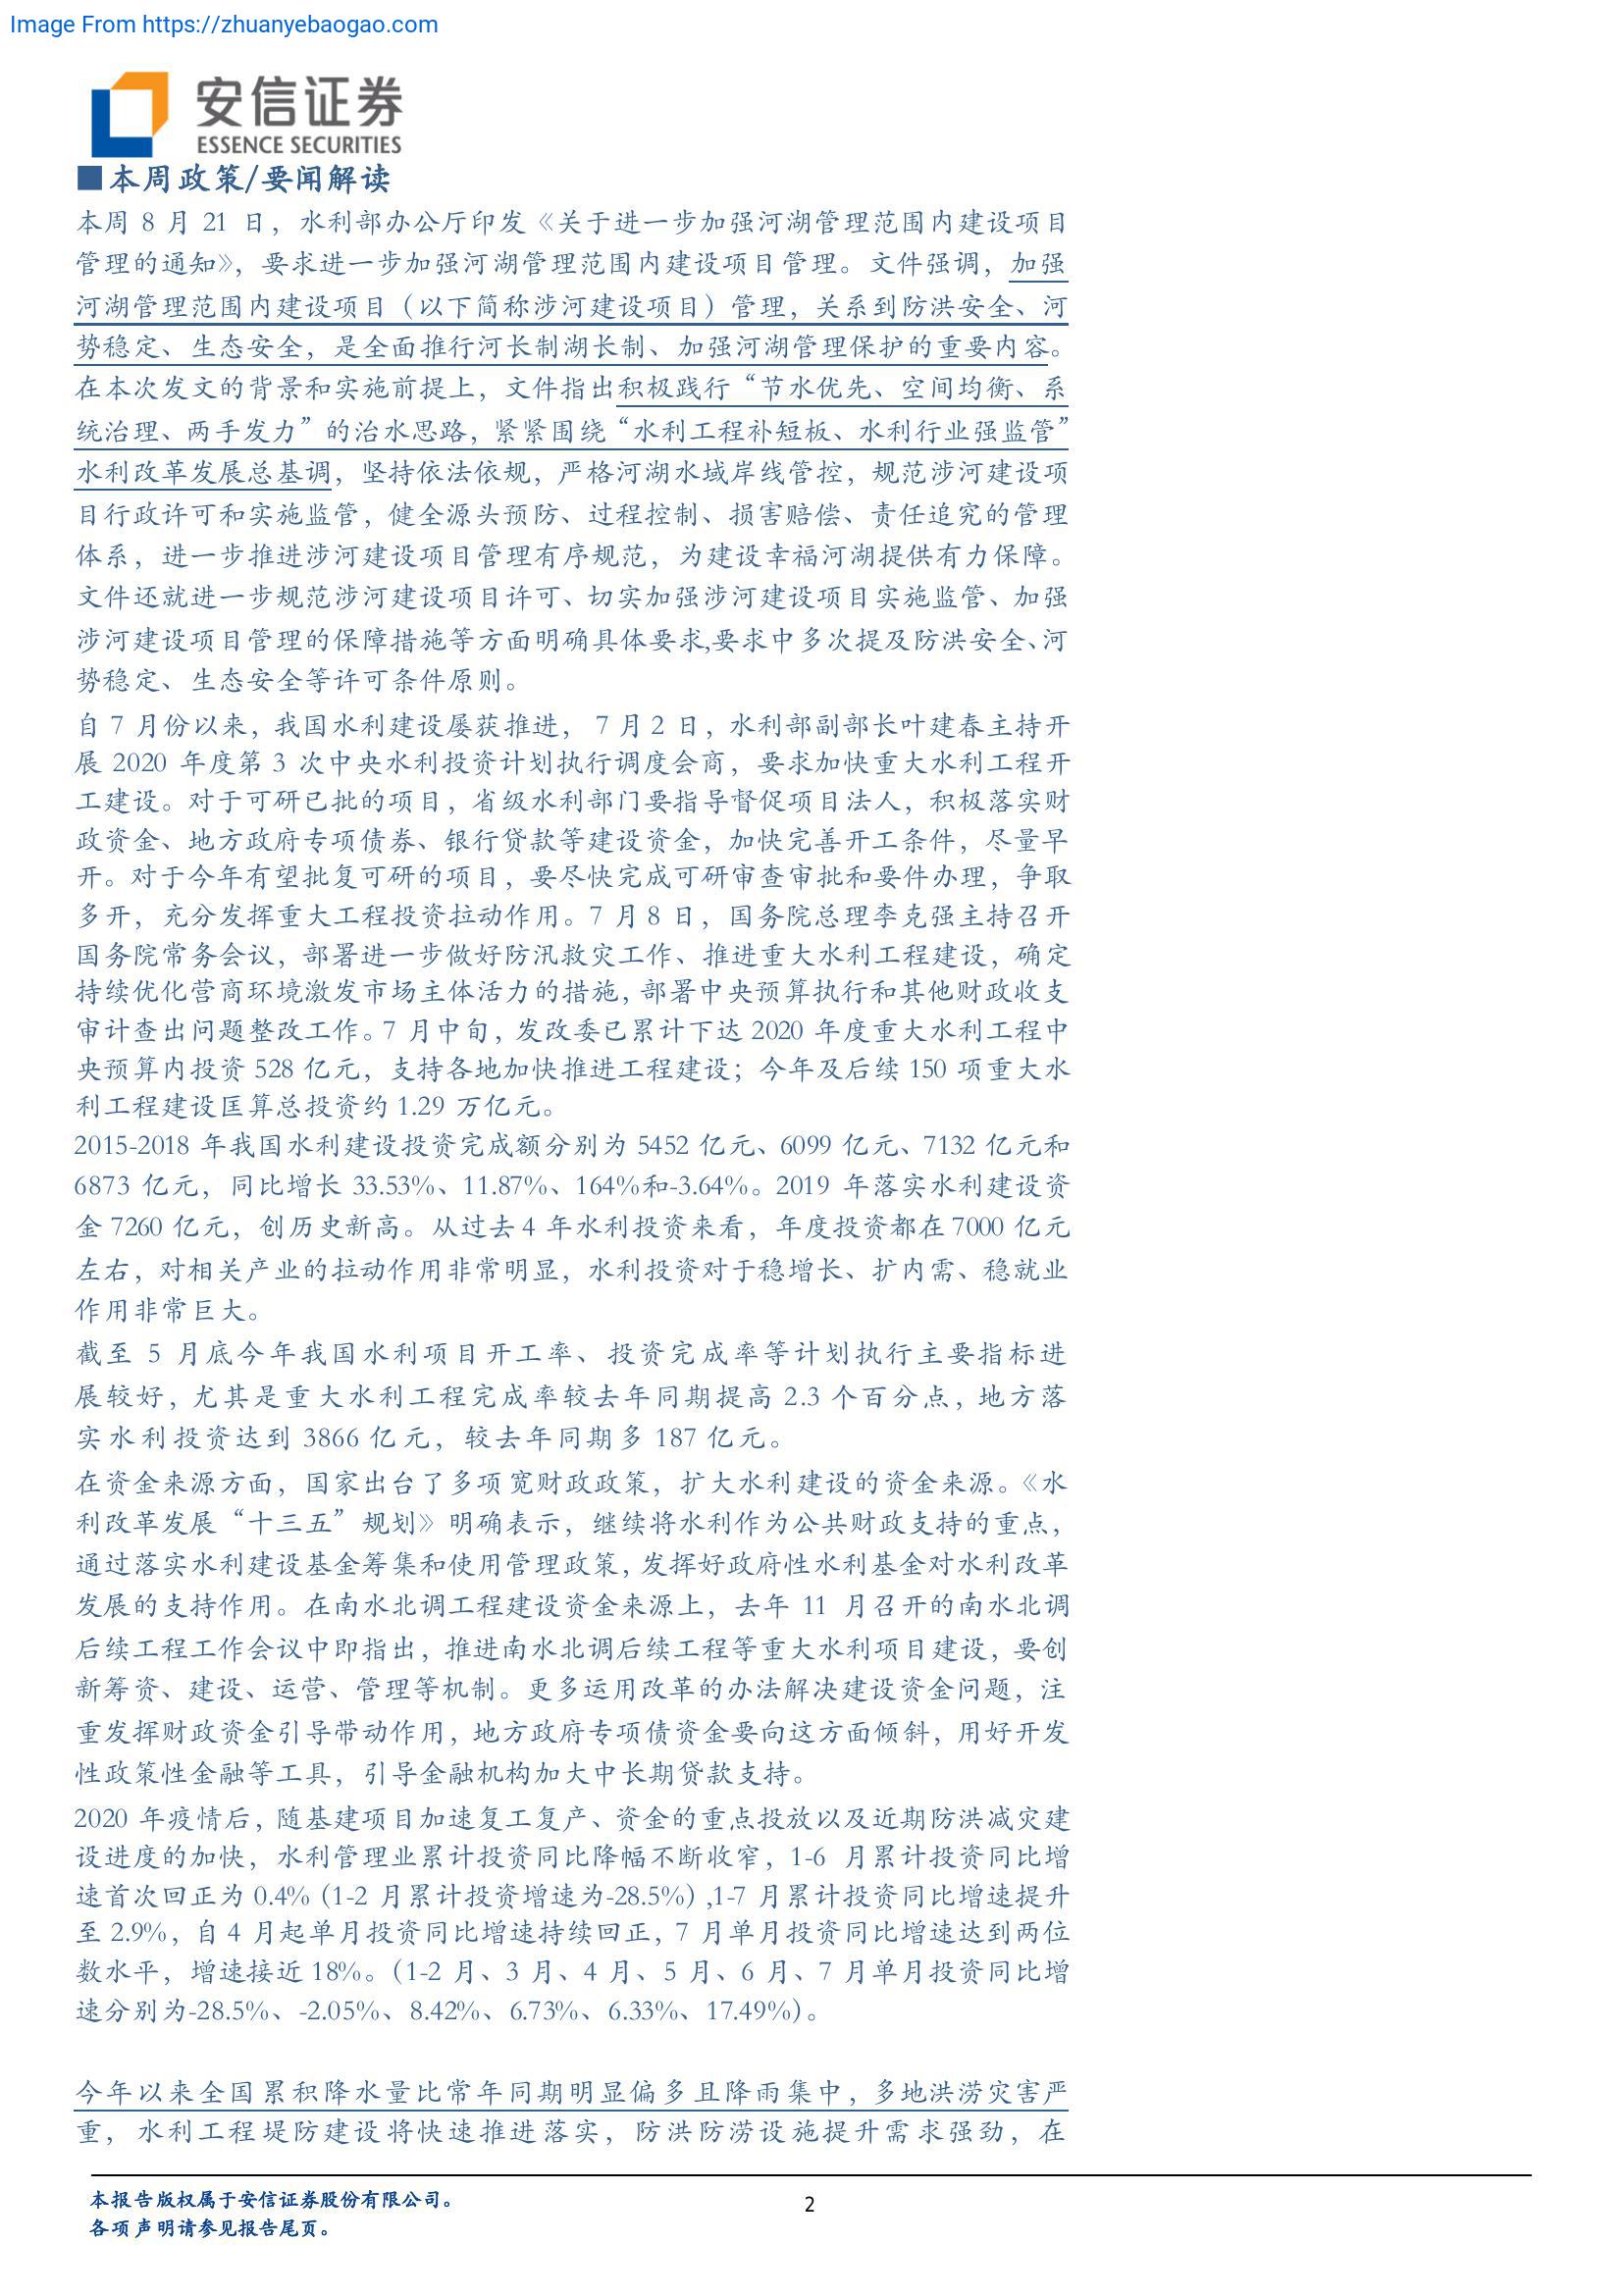 Image From https://zhuanyebaogao.com
安信证券
ESSENCE SECURITIES
■本周政策/要闻解读
本周 8 月 21 日，水利部办公厅印发《关于进一步加强河湖管理范围内建设项目
管理的通知》，要求进一步加强河湖管理范围内建设项目管理。文件强调，加强
河湖管理范围内建设项目（以下简称涉河建设项目）管理，关系到防洪安全、河
势稳定、生态安全，是全面推行河长制湖长制、加强河湖管理保护的重要内容。
在本次发文的背景和实施前提上，文件指出积极践行“节水优先、空间均衡、系
统治理、两手发力”的治水思路，紧紧围绕“水利工程补短板、水利行业强监管”
水利改革发展总基调，坚持依法依规，严格河湖水域岸线管控，规范涉河建设项
目行政许可和实施监管，健全源头预防、过程控制、损害赔偿、责任追究的管理
体系，进一步推进涉河建设项目管理有序规范，为建设幸福河湖提供有力保障。
文件还就进一步规范涉河建设项目许可、切实加强涉河建设项目实施监管、加强
涉河建设项目管理的保障措施等方面明确具体要求,要求中多次提及防洪安全、河
势稳定、生态安全等许可条件原则。
自 7 月份以来，我国水利建设屡获推进， 7 月 2 日，水利部副部长叶建春主持开
展 2020 年度第 3 次中央水利投资计划执行调度会商，要求加快重大水利工程开
工建设。对于可研已批的项目，省级水利部门要指导督促项目法人，积极落实财
政资金、地方政府专项债券、银行贷款等建设资金，加快完善开工条件，尽量早
开。对于今年有望批复可研的项目，要尽快完成可研审查审批和要件办理，争取
多开，充分发挥重大工程投资拉动作用。7 月 8 日，国务院总理李克强主持召开
国务院常务会议，部署进一步做好防汛救灾工作、推进重大水利工程建设，确定
持续优化营商环境激发市场主体活力的措施，部署中央预算执行和其他财政收支
审计查出问题整改工作。7 月中旬，发改委已累计下达 2020 年度重大水利工程中
央预算内投资 528 亿元，支持各地加快推进工程建设；今年及后续 150 项重大水
利工程建设匡算总投资约 1.29 万亿元。
2015-2018 年我国水利建设投资完成额分别为 5452 亿元、6099 亿元、7132 亿元和
6873 亿元，同比增长 33.53%、11.87%、164%和-3.64%。2019 年落实水利建设资
金 7260 亿元，创历史新高。从过去 4 年水利投资来看，年度投资都在 7000 亿元
左右，对相关产业的拉动作用非常明显，水利投资对于稳增长、扩内需、稳就业
作用非常巨大。
截至 5 月底今年我国水利项目开工率、投资完成率等计划执行主要指标进
展较好，尤其是重大水利工程完成率较去年同期提高 2.3 个百分点，地方落
实水利投资达到 3866 亿元，较去年同期多 187 亿元。
在资金来源方面，国家出台了多项宽财政政策，扩大水利建设的资金来源。《水
利改革发展“十三五”规划》明确表示，继续将水利作为公共财政支持的重点，
通过落实水利建设基金筹集和使用管理政策，发挥好政府性水利基金对水利改革
发展的支持作用。在南水北调工程建设资金来源上，去年 11 月召开的南水北调
后续工程工作会议中即指出，推进南水北调后续工程等重大水利项目建设，要创
新筹资、建设、运营、管理等机制。更多运用改革的办法解决建设资金问题，注
重发挥财政资金引导带动作用，地方政府专项债资金要向这方面倾斜，用好开发
性政策性金融等工具，引导金融机构加大中长期贷款支持。
2020 年疫情后，随基建项目加速复工复产、资金的重点投放以及近期防洪减灾建
设进度的加快，水利管理业累计投资同比降幅不断收窄，1-6 月累计投资同比增
速首次回正为 0.4%（1-2 月累计投资增速为-28.5%）,1-7 月累计投资同比增速提升
至 2.9%，自 4 月起单月投资同比增速持续回正，7 月单月投资同比增速达到两位
数水平，增速接近 18%。（1-2 月、3 月、4 月、5 月、6 月、7 月单月投资同比增
速分别为-28.5%、-2.05%、8.42%、6.73%、6.33%、17.49%）。
今年以来全国累积降水量比常年同期明显偏多且降雨集中，多地洪涝灾害严
重，水利工程堤防建设将快速推进落实，防洪防涝设施提升需求强劲，在
本报告版权属于安信证券股份有限公司。
2
各项声明请参见报告尾页。